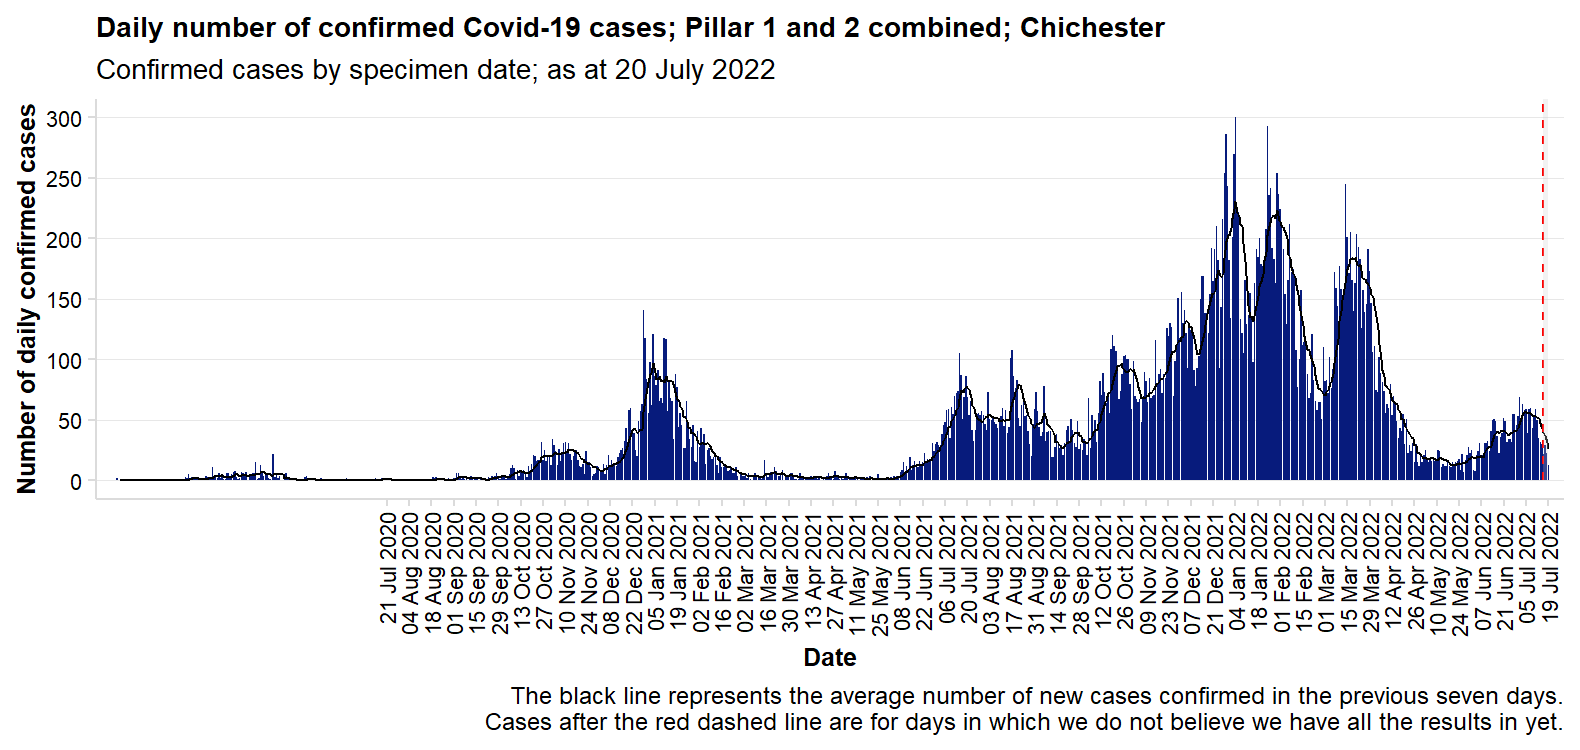 Daily number of confirmed Covid-19 cases; Pillar 1 and 2 combined; Chichester
Confirmed cases by specimen date; as at 20 July 2022
Number of daily confirmed cases
300
250
200
150
100
50
0
21 Jul 2020
04 Aug 2020
18 Aug 2020
01 Sep 2020
15 Sep 2020
29 Sep 2020
13 Oct 2020
27 Oct 2020
10 Nov 2020
24 Nov 2020
08 Dec 2020
22 Dec 2020
05 Jan 2021
19 Jan 2021
02 Feb 2021
16 Feb 2021
02 Mar 2021
16 Mar 2021
30 Mar 2021
13 Apr 2021
27 Apr 2021
11 May 2021
25 May 2021
08 Jun 2021
22 Jun 2021
06 Jul 2021
20 Jul 2021
03 Aug 2021
17 Aug 2021
31 Aug 2021
14 Sep 2021
28 Sep 2021
12 Oct 2021
26 Oct 2021
09 Nov 2021
23 Nov 2021
07 Dec 2021
21 Dec 2021
04 Jan 2022
18 Jan 2022
01 Feb 2022
15 Feb 2022
01 Mar 2022
15 Mar 2022
29 Mar 2022
12 Apr 2022
26 Apr 2022
10 May 2022
24 May 2022
07 Jun 2022
21 Jun 2022
05 Jul 2022
19 Jul 2022
Date
The black line represents the average number of new cases confirmed in the previous seven days.
Cases after the red dashed line are for days in which we do not believe we have all the results in yet.